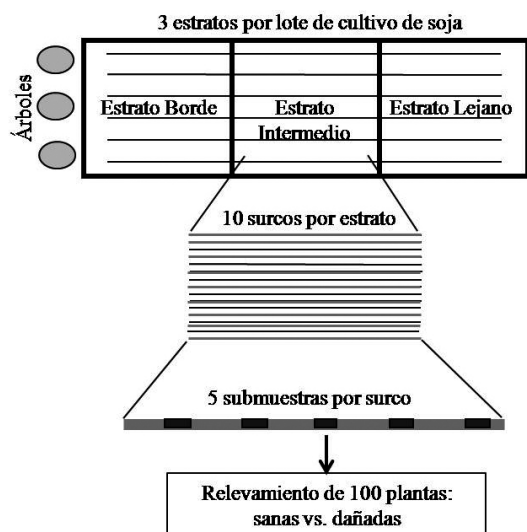 3 estratos por lote de cultivo de soja
Árboles
Estrato Borde
Estrato
Intermedio
Estrato Lejano
10 surcos por estrato
5 submuestras por surco
Relevamiento de 100 plantas:
sanas vs. dañadas